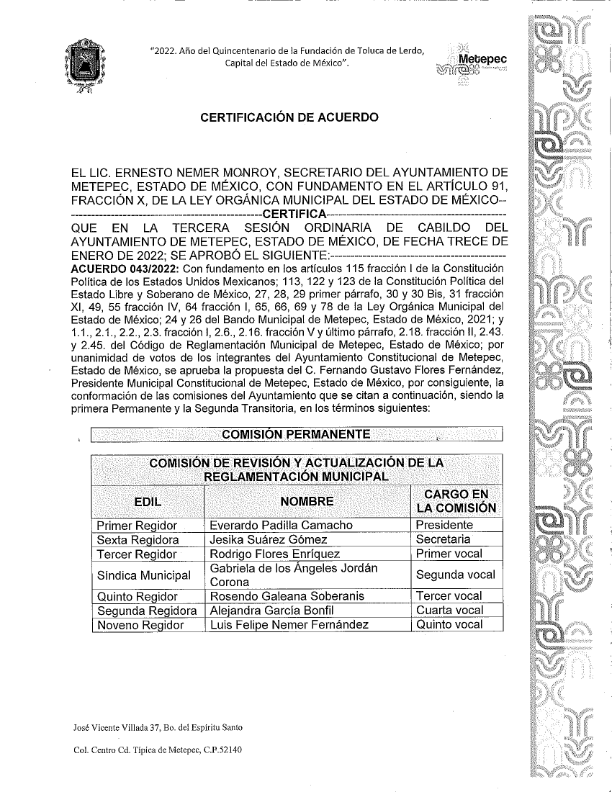 "2022. Año del Quincentenario de la Fundación de Toluca de Lerdo,
Capital del Estado de México".
Metepec
CERTIFICACIÓN DE ACUERDO
EL LIC. ERNESTO NEMER MONROY, SECRETARIO DEL AYUNTAMIENTO DE
METEPEC, ESTADO DE MÉXICO, CON FUNDAMENTO EN EL ARTÍCULO 91,
FRACCIÓN X, DE LA LEY ORGÁNICA MUNICIPAL DEL ESTADO DE MÉXICO--
----------------------------------------CERTIFICA----------------------------------------
QUE EN LA TERCERA SESIÓN ORDINARIA DE CABILDO DEL
AYUNTAMIENTO DE METEPEC, ESTADO DE MÉXICO, DE FECHA TRECE DE
ENERO DE 2022; SE APROBÓ EL SIGUIENTE:----------------------------------------
ACUERDO 043/2022: Con fundamento en los artículos 115 fracción I de la Constitución
Política de los Estados Unidos Mexicanos; 113, 122 y 123 de la Constitución Política del
Estado Libre y Soberano de México, 27, 28, 29 primer párrafo, 30 y 30 Bis, 31 fracción
XI, 49, 55 fracción IV, 64 fracción I, 65, 66, 69 y 78 de la Ley Orgánica Municipal del
Estado de México; 24 y 26 del Bando Municipal de Metepec, Estado de México, 2021; y
1.1., 2.1., 2.2., 2.3. fracción I, 2.6., 2.16. fracción V y último párrafo, 2.18. fracción II, 2.43.
y 2.45. del Código de Reglamentación Municipal de Metepec, Estado de México; por
unanimidad de votos de los integrantes del Ayuntamiento Constitucional de Metepec,
Estado de México, se aprueba la propuesta del C. Fernando Gustavo Flores Fernández,
Presidente Municipal Constitucional de Metepec, Estado de México, por consiguiente, la
conformación de las comisiones del Ayuntamiento que se citan a continuación, siendo la
primera Permanente y la Segunda Transitoria, en los términos siguientes:
COMISIÓN PERMANENTE
COMISIÓN DE REVISIÓN Y ACTUALIZACIÓN DE LA
REGLAMENTACIÓN MUNICIPAL
EDIL NOMBRE CARGO EN
LA COMISIÓN
Primer Regidor Everardo Padilla Camacho Presidente
Sexta Regidora Jesika Suárez Gómez Secretaria
Tercer Regidor Rodrigo Flores Enríquez Primer vocal
Síndica Municipal Gabriela de los Ángeles Jordán
Corona Segunda vocal
Quinto Regidor Rosendo Galeana Soberanis Tercer vocal
Segunda Regidora Alejandra García Bonfil Cuarta vocal
Noveno Regidor Luis Felipe Nemer Fernández Quinto vocal
José Vicente Villada 37, Bo. del Espíritu Santo
Col. Centro Cd. Típica de Metepec, C.P.52140